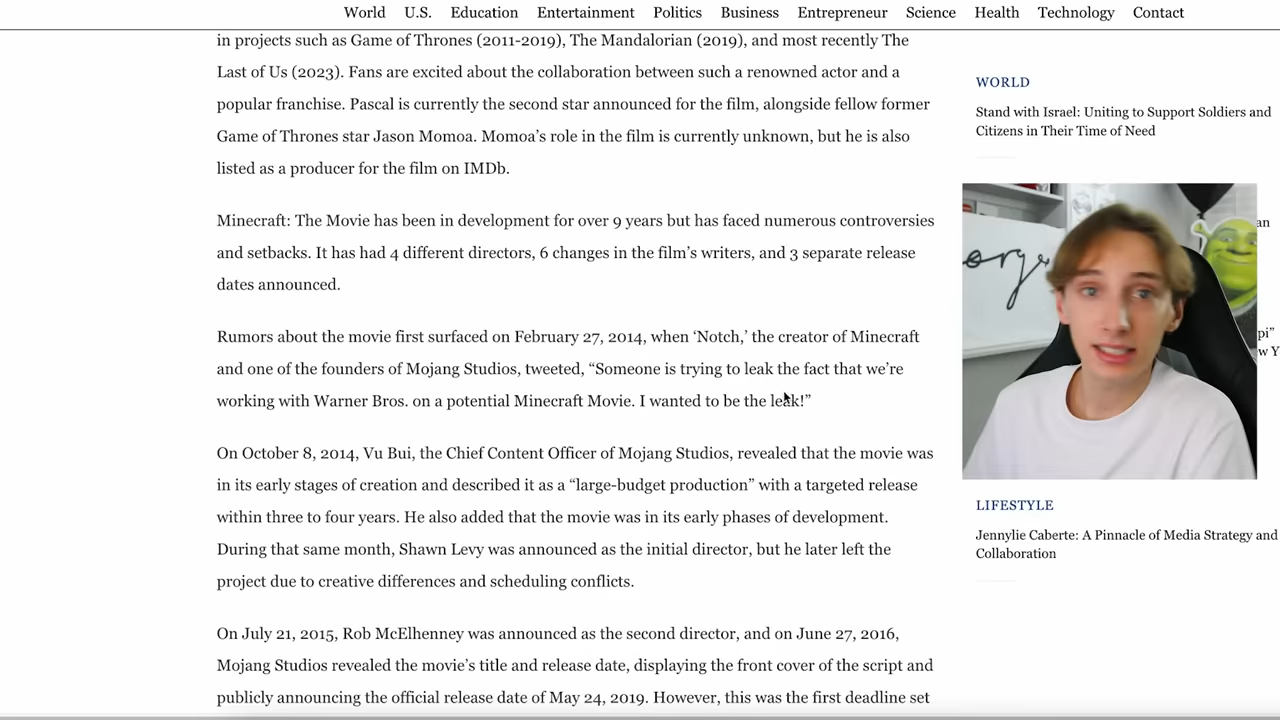 World U.S. Education Entertainment Politics Business Entrepreneur Science Health Technology Contact
in projects such as Game of Thrones (2011-2019), The Mandalorian (2019), and most recently The
Last of Us (2023). Fans are excited about the collaboration between such a renowned actor and a
popular franchise. Pascal is currently the second star announced for the film, alongside fellow former
Game of Thrones star Jason Momoa. Momoa’s role in the film is currently unknown, but he is also
listed as a producer for the film on IMDb.
Minecraft: The Movie has been in development for over 9 years but has faced numerous controversies
and setbacks. It has had 4 different directors, 6 changes in the film’s writers, and 3 separate release
dates announced.
Rumors about the movie first surfaced on February 27, 2014, when ‘Notch,’ the creator of Minecraft
and one of the founders of Mojang Studios, tweeted, “Someone is trying to leak the fact that we’re
working with Warner Bros. on a potential Minecraft Movie. I wanted to be the leak!”
On October 8, 2014, Vu Bui, the Chief Content Officer of Mojang Studios, revealed that the movie was
in its early stages of creation and described it as a “large-budget production” with a targeted release
within three to four years. He also added that the movie was in its early phases of development.
During that same month, Shawn Levy was announced as the initial director, but he later left the
project due to creative differences and scheduling conflicts.
On July 21, 2015, Rob McElhenney was announced as the second director, and on June 27, 2016,
Mojang Studios revealed the movie’s title and release date, displaying the front cover of the script and
publicly announcing the official release date of May 24, 2019. However, this was the first deadline set
WORLD
Stand with Israel: Uniting to Support Soldiers and
Citizens in Their Time of Need
an
pi”
w Y
LIFESTYLE
Jennylie Caberte: A Pinnacle of Media Strategy and
Collaboration